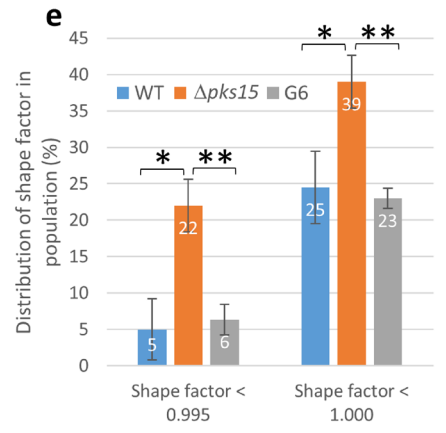 e
Distribution of shape factor in
population (%)
45
40
35
30
25
20
15
10
5
0
WT Δpks15 G6
* **
* **
5 22 6
25 39 23
Shape factor <
0.995
Shape factor <
1.000